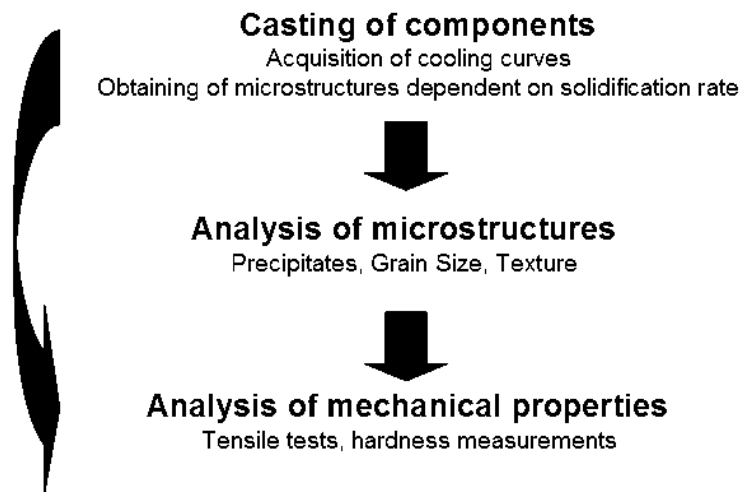 Casting of components
Acquisition of cooling curves
Obtaining of microstructures dependent on solidification rate
Analysis of microstructures
Precipitates, Grain Size, Texture
Analysis of mechanical properties
Tensile tests, hardness measurements